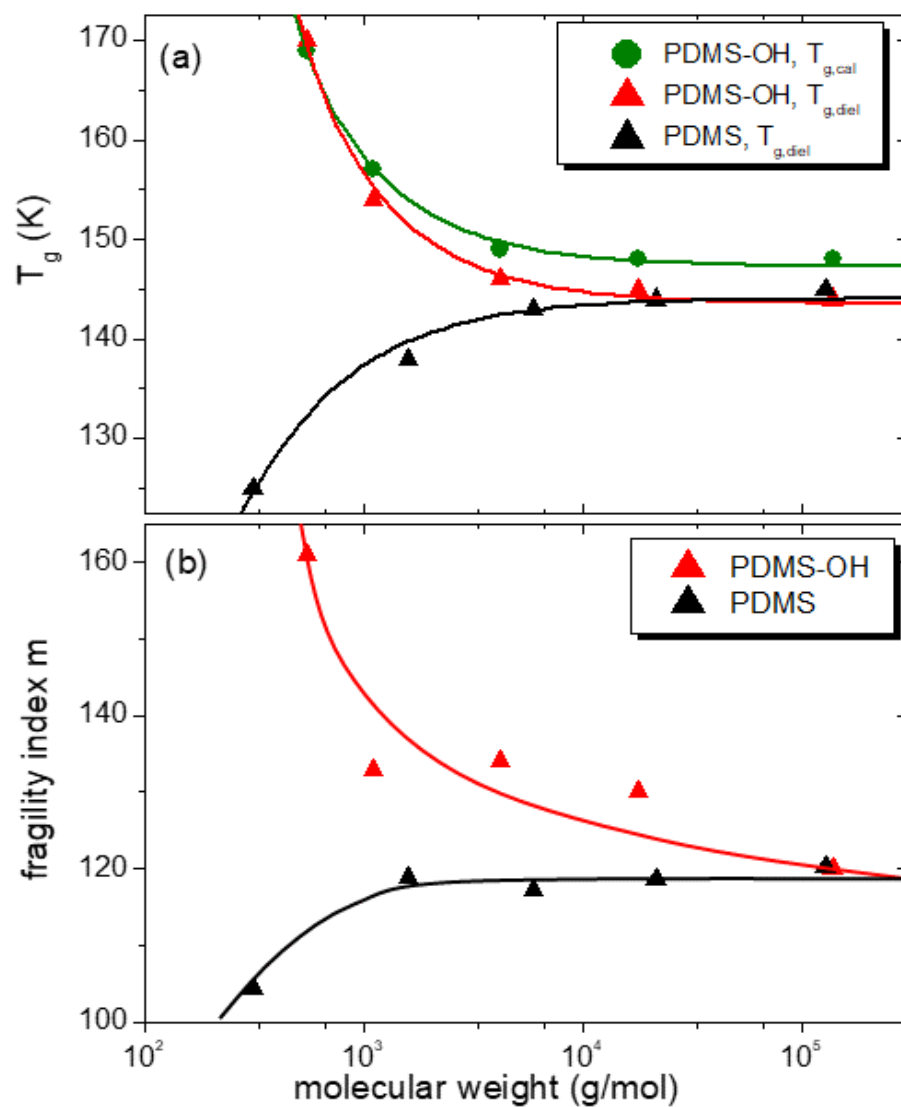 (a)
PDMS-OH, T_g,cal
PDMS-OH, T_g,diel
PDMS, T_g,diel
T_g (K)
170
160
150
140
130
(b)
PDMS-OH
PDMS
fragility index m
160
140
120
100
10^2
10^3
10^4
10^5
molecular weight (g/mol)